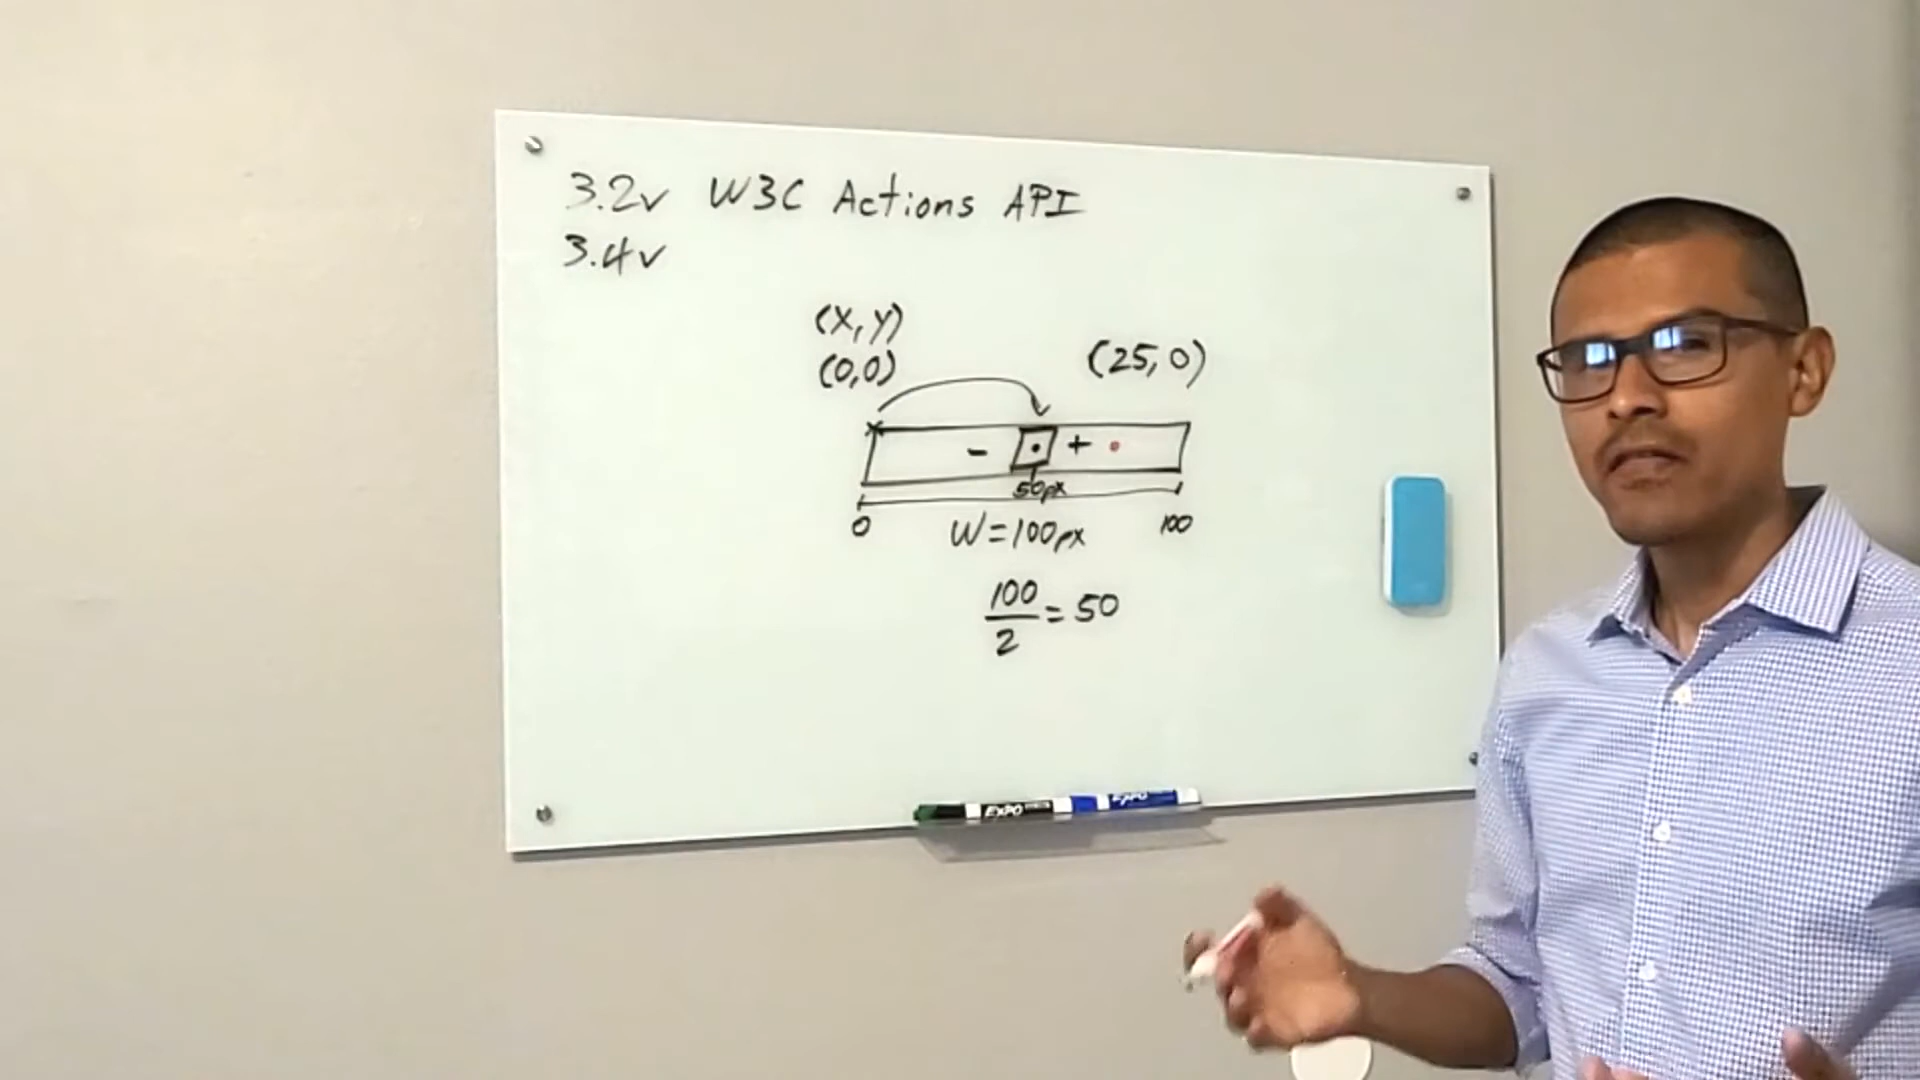 3.2v W3C Actions API
3.4v
(X,Y)
(0,0)
(25,0)
- +
50px
0 W=100px 100
100/2=50
EXPO
EXPO